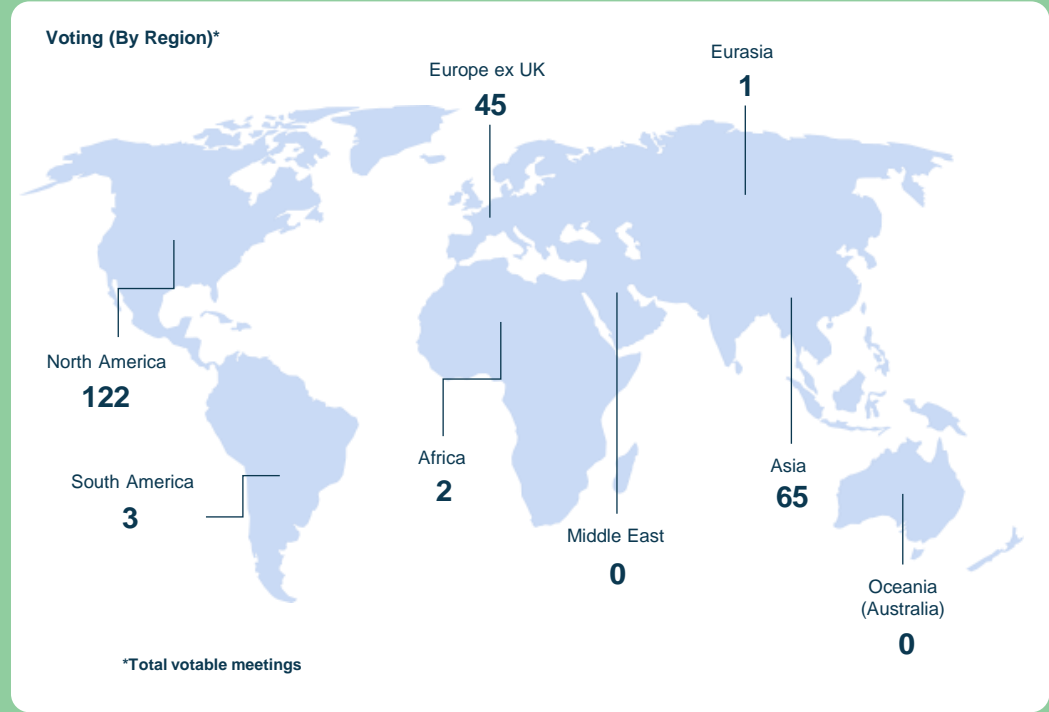 Voting (By Region)*
Eurasia
1
Europe ex UK
45
North America
122
South America
3
Africa
2
Middle East
0
Asia
65
Oceania
(Australia)
0
*Total votable meetings